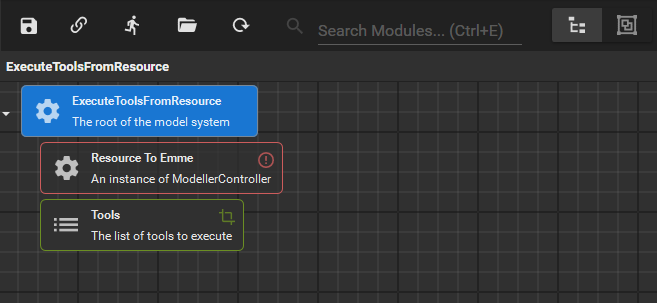 Search Modules... (Ctrl+E)
ExecuteToolsFromResource
ExecuteToolsFromResource
The root of the model system
Resource To Emme
An instance of ModellerController
Tools
The list of tools to execute